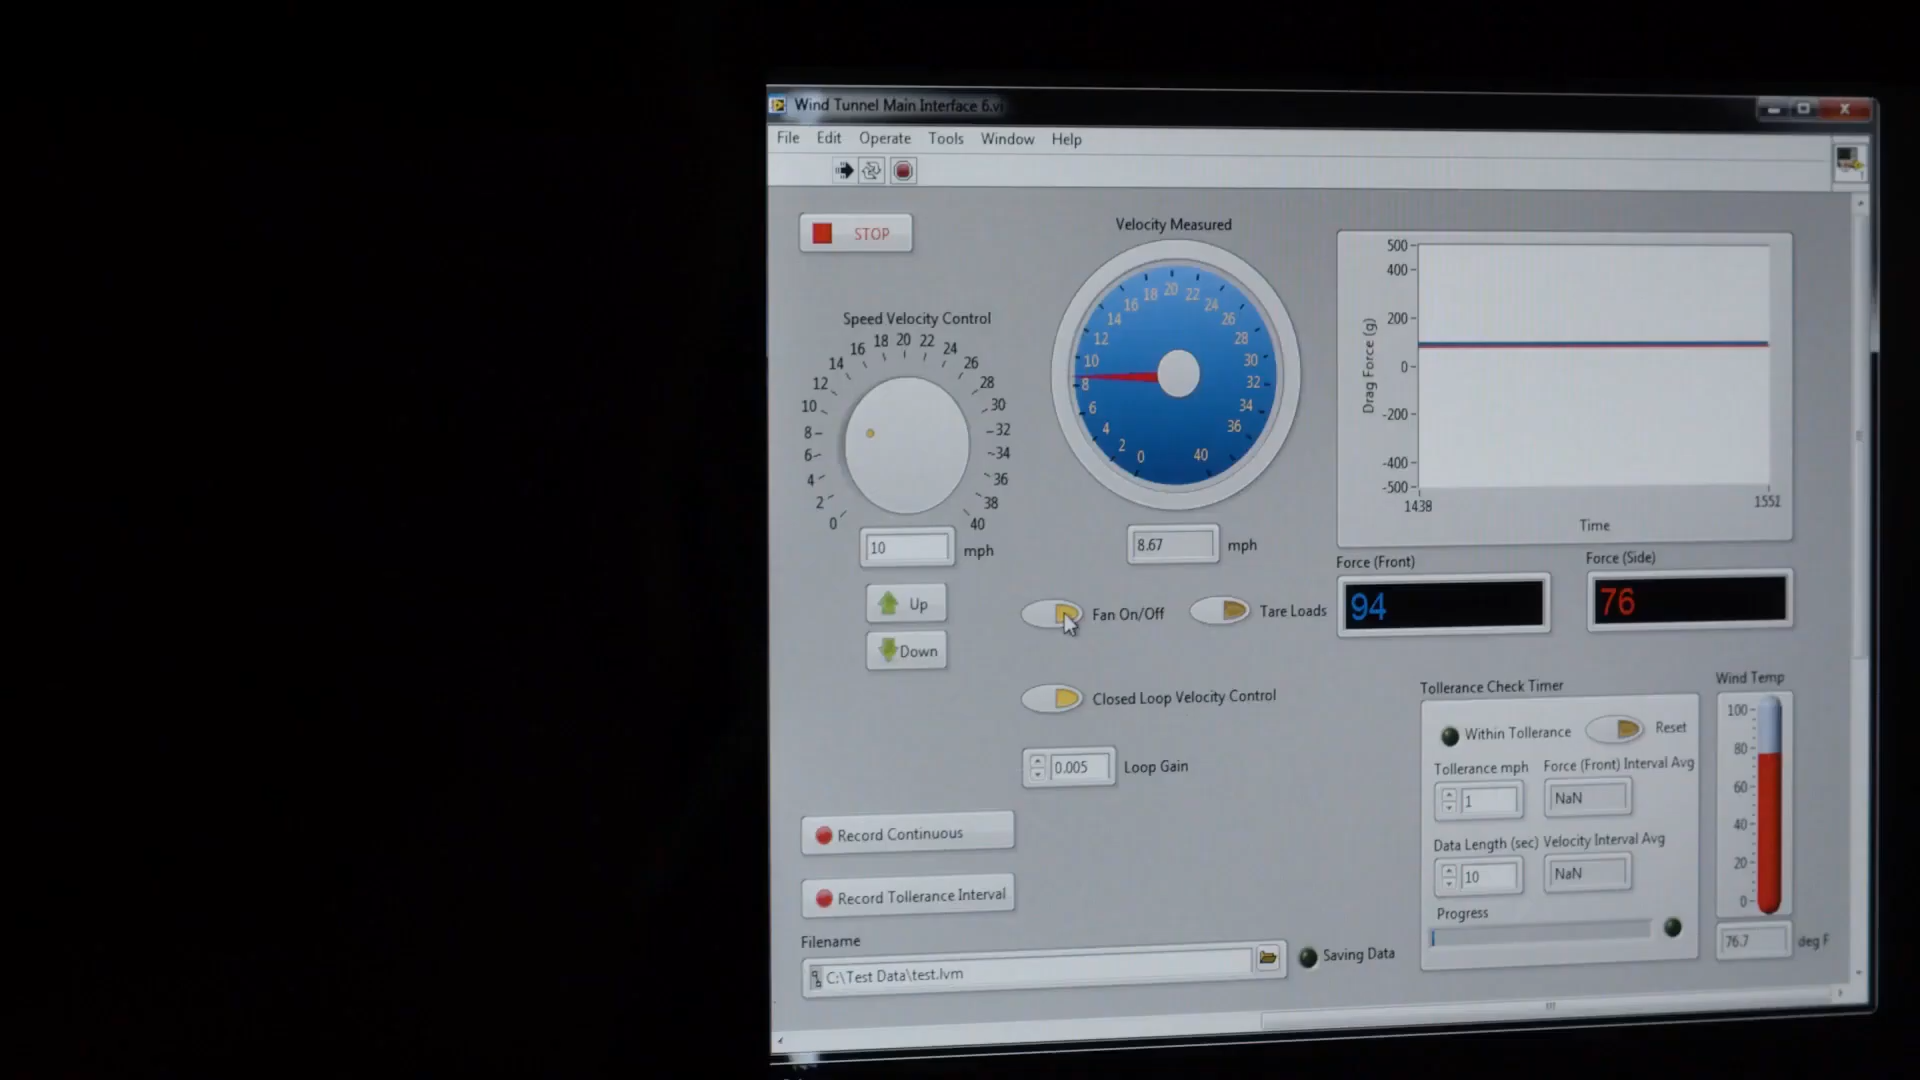 Wind Tunnel Main Interface 6.vi
File Edit Operate Tools Window Help
STOP
Speed Velocity Control
0 2 4 6 8 10 12 14 16 18 20 22 24 26 28 30 32 34 36 38 40
10 mph
Up
Down
Velocity Measured
0 2 4 6 8 10 12 14 16 18 20 22 24 26 28 30 32 34 36 40
8.67 mph
Fan On/Off
Tare Loads
Closed Loop Velocity Control
0.005 Loop Gain
Drag Force (g)
500
400
200
0
-200
-400
-500
1438 1551
Time
Force (Front)
94
Force (Side)
76
Tollerance Check Timer
Within Tollerance
Reset
Tollerance mph
1
Force (Front) Interval Avg
NaN
Data Length (sec)
10
Velocity Interval Avg
NaN
Progress
Wind Temp
100
80
60
40
20
0
76.7 deg F
Record Continuous
Record Tollerance Interval
Filename
C:\Test Data\test.lvm
Saving Data